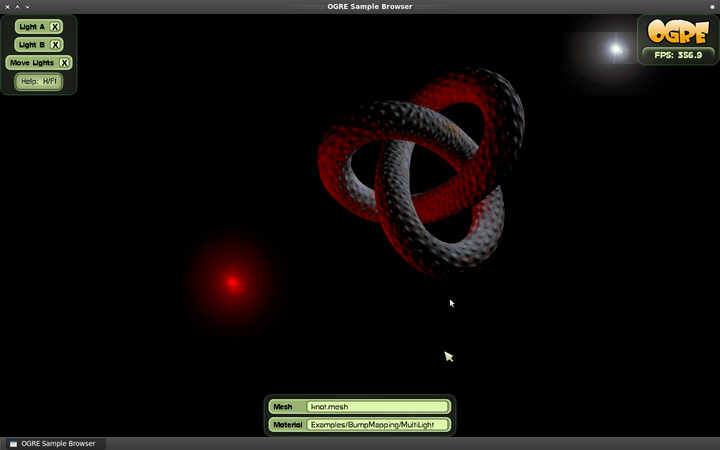 OGRE Sample Browser
Light A X
Light B X
Move Lights X
Help: H/F1
OGRE
FPS: 356.9
Mesh knot.mesh
Material Examples/BumpMapping/MultiLight
OGRE Sample Browser